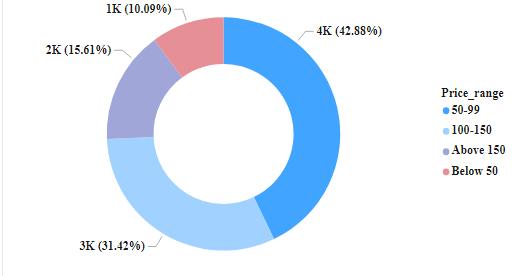 1K (10.09%)
4K (42.88%)
2K (15.61%)
3K (31.42%)
Price_range
50-99
100-150
Above 150
Below 50